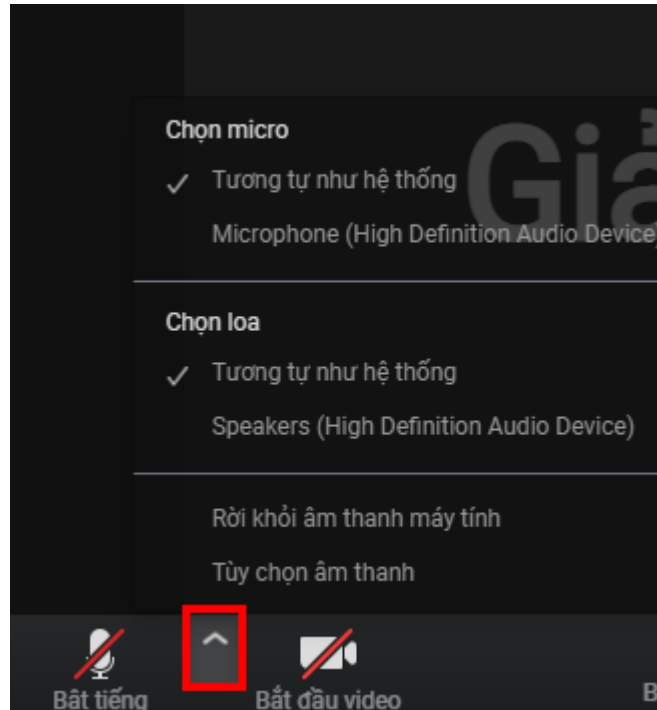 Giả
Chọn micro
Tương tự như hệ thống
Microphone (High Definition Audio Device)
Chọn loa
Tương tự như hệ thống
Speakers (High Definition Audio Device)
Rời khỏi âm thanh máy tính
Tùy chọn âm thanh
Bật tiếng
Bắt đầu video
B